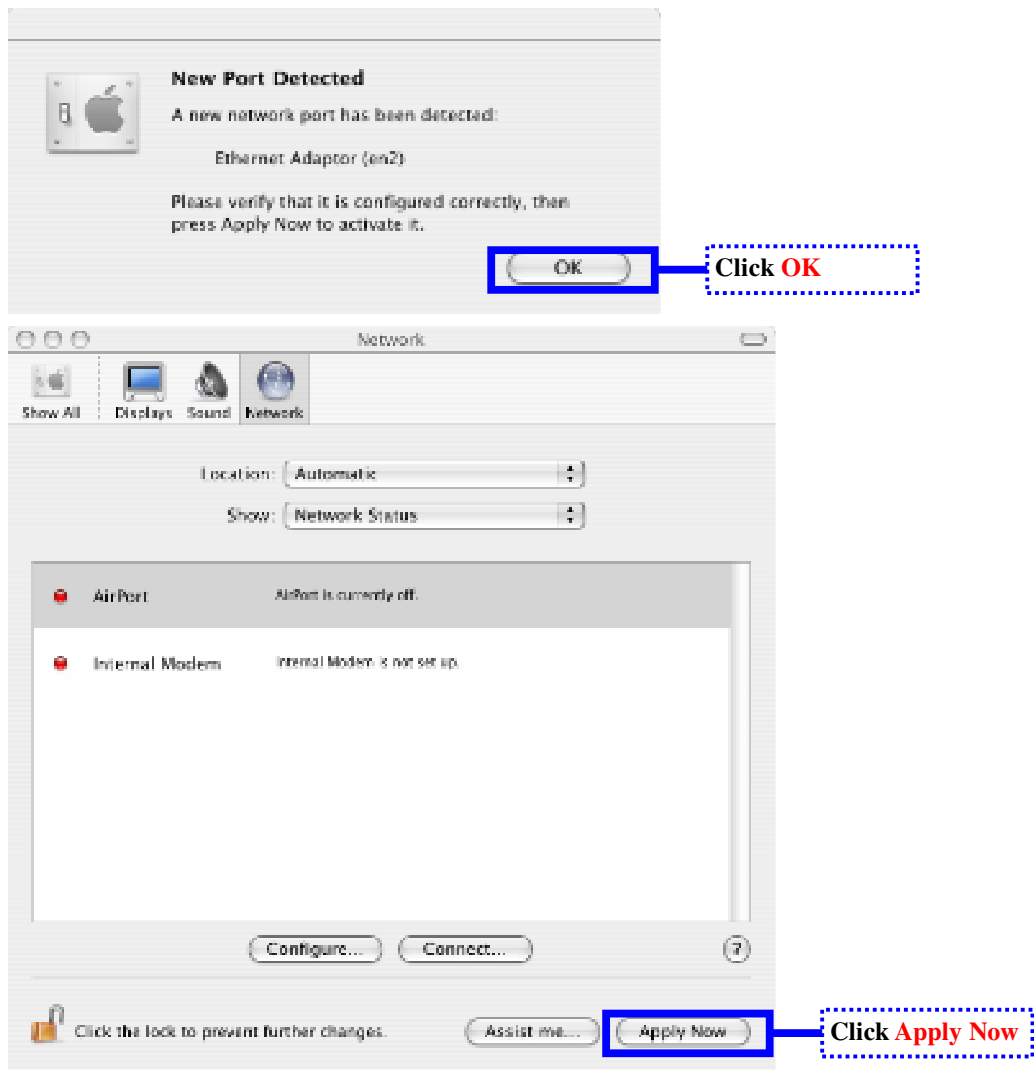 New Port Detected
A new network port has been detected:
Ethernet Adaptor (en2)
Please verify that it is configured correctly, then
press Apply Now to activate it.
OK
Click OK
Network
Show All
Displays
Sound
Network
Location: Automatic
Show: Network Status
AirPort
AirPort is currently off.
Internal Modem
Internal Modem is not set up.
Configure...
Connect...
?
Click the lock to prevent further changes.
Assist me...
Apply Now
Click Apply Now